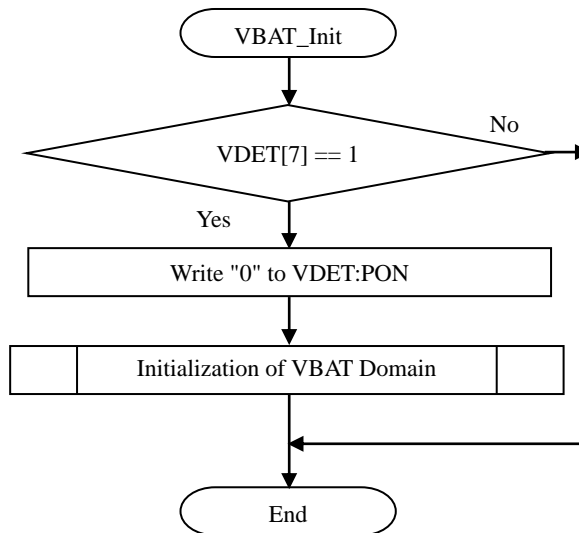 VBAT_Init
No
VDET[7] == 1
Yes
Write "0" to VDET:PON
Initialization of VBAT Domain
End